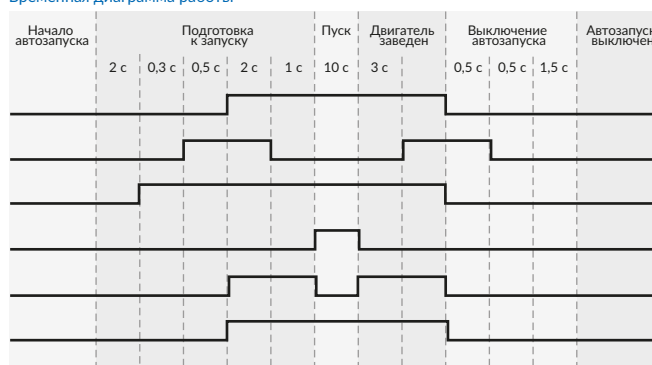 Временная диаграмма работы
Начало
автозапуска
Подготовка
к запуску
Пуск
Двигатель
заведен
Выключение
автозапуска
Автозапуск
выключен
2 с
0,3 с
0,5 с
2 с
1 с
10 с
3 с
0,5 с
0,5 с
1,5 с